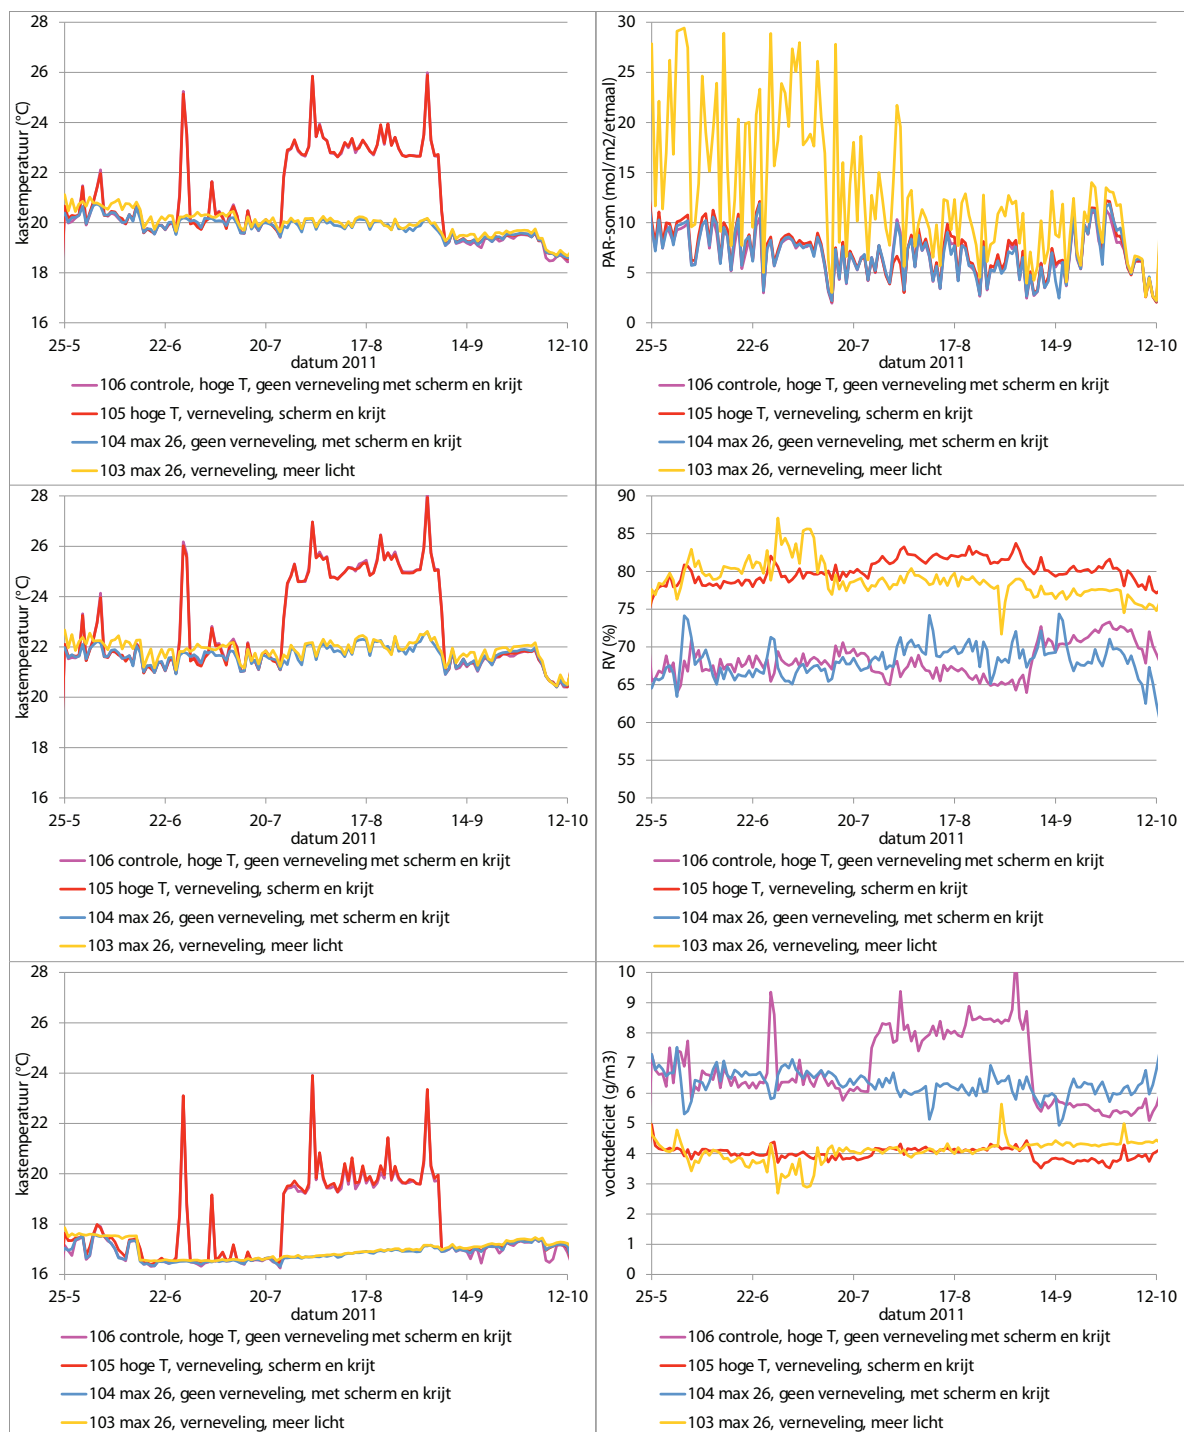 28
26
24
22
20
18
16
kastemperatuur (°C)
25-5 22-6 20-7 17-8 14-9 12-10
datum 2011
106 controle, hoge T, geen verneveling met scherm en krijt
105 hoge T, verneveling, scherm en krijt
104 max 26, geen verneveling, met scherm en krijt
103 max 26, verneveling, meer licht
30
25
20
15
10
5
0
PAR-som (mol/m2/etmaal)
25-5 22-6 20-7 17-8 14-9 12-10
datum 2011
106 controle, hoge T, geen verneveling met scherm en krijt
105 hoge T, verneveling, scherm en krijt
104 max 26, geen verneveling, met scherm en krijt
103 max 26, verneveling, meer licht
28
26
24
22
20
18
16
kastemperatuur (°C)
25-5 22-6 20-7 17-8 14-9 12-10
datum 2011
106 controle, hoge T, geen verneveling met scherm en krijt
105 hoge T, verneveling, scherm en krijt
104 max 26, geen verneveling, met scherm en krijt
103 max 26, verneveling, meer licht
90
85
80
75
70
65
60
55
50
RV (%)
25-5 22-6 20-7 17-8 14-9 12-10
datum 2011
106 controle, hoge T, geen verneveling met scherm en krijt
105 hoge T, verneveling, scherm en krijt
104 max 26, geen verneveling, met scherm en krijt
103 max 26, verneveling, meer licht
28
26
24
22
20
18
16
kastemperatuur (°C)
25-5 22-6 20-7 17-8 14-9 12-10
datum 2011
106 controle, hoge T, geen verneveling met scherm en krijt
105 hoge T, verneveling, scherm en krijt
104 max 26, geen verneveling, met scherm en krijt
103 max 26, verneveling, meer licht
10
9
8
7
6
5
4
3
2
1
0
vochtdeficiet (g/m3)
25-5 22-6 20-7 17-8 14-9 12-10
datum 2011
106 controle, hoge T, geen verneveling met scherm en krijt
105 hoge T, verneveling, scherm en krijt
104 max 26, geen verneveling, met scherm en krijt
103 max 26, verneveling, meer licht